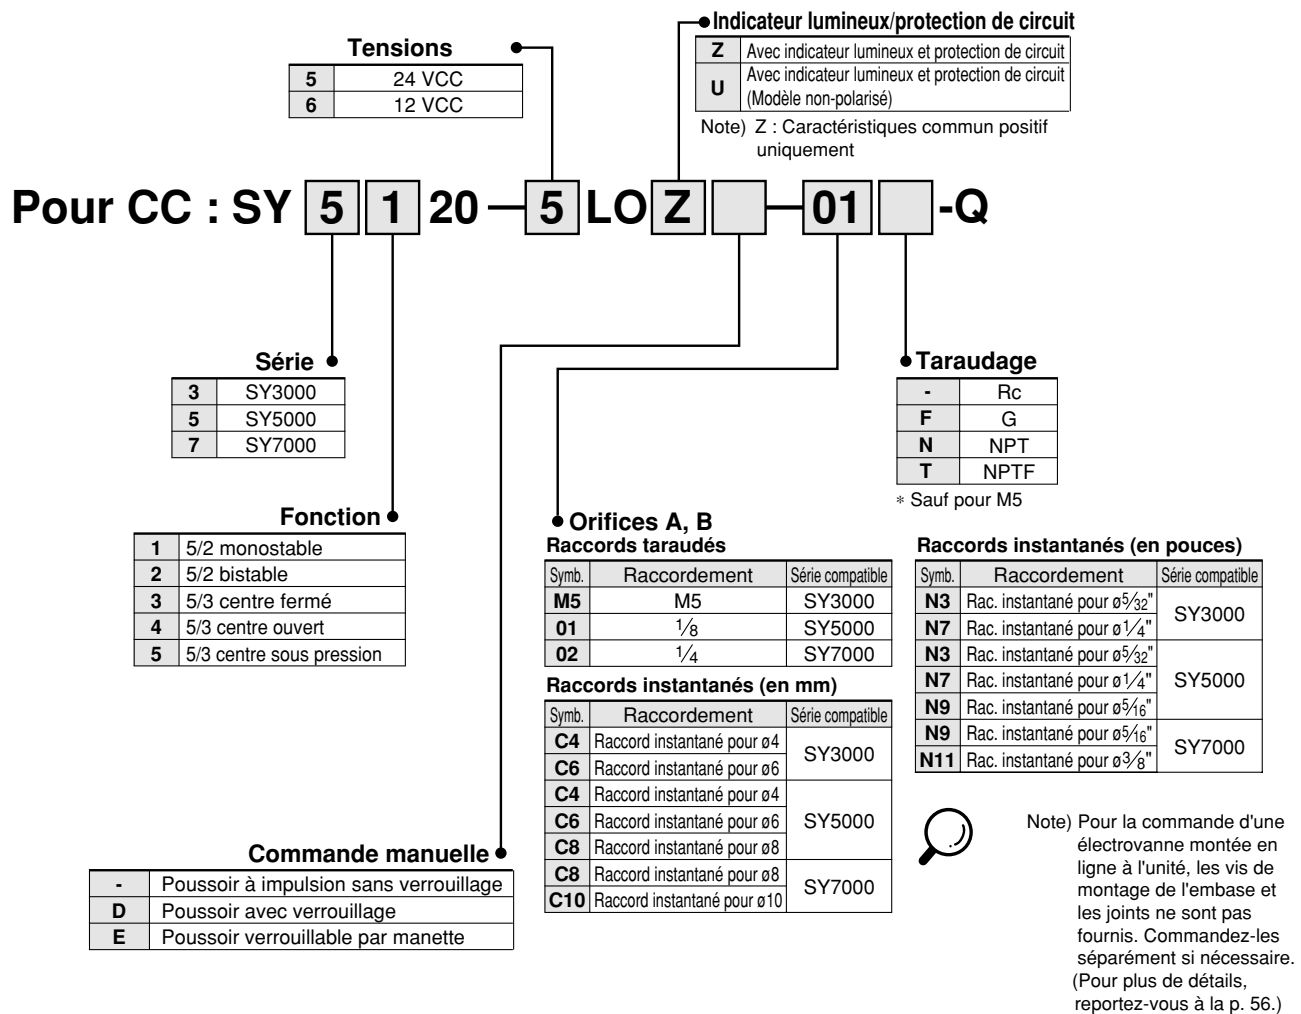 Indicateur lumineux/protection de circuit
Z Avec indicateur lumineux et protection de circuit
U Avec indicateur lumineux et protection de circuit
(Modèle non-polarisé)
Note) Z : Caractéristiques commun positif
uniquement
Tensions
5 24 VCC
6 12 VCC
Pour CC : SY 5 1 20 — 5 LO Z — 01 -Q
Série
3 SY3000
5 SY5000
7 SY7000
Taraudage
- Rc
F G
N NPT
T NPTF
* Sauf pour M5
Fonction
1 5/2 monostable
2 5/2 bistable
3 5/3 centre fermé
4 5/3 centre ouvert
5 5/3 centre sous pression
Orifices A, B
Raccords taraudés
Symb. Raccordement Série compatible
M5 M5 SY3000
01 1/8 SY5000
02 1/4 SY7000
Raccords instantanés (en mm)
Symb. Raccordement Série compatible
C4 Raccord instantané pour ø4 SY3000
C6 Raccord instantané pour ø6
C4 Raccord instantané pour ø4 SY5000
C6 Raccord instantané pour ø6
C8 Raccord instantané pour ø8
C8 Raccord instantané pour ø8 SY7000
C10 Raccord instantané pour ø10
Raccords instantanés (en pouces)
Symb. Raccordement Série compatible
N3 Rac. instantané pour ø5/32" SY3000
N7 Rac. instantané pour ø1/4"
N3 Rac. instantané pour ø5/32" SY5000
N7 Rac. instantané pour ø1/4"
N9 Rac. instantané pour ø5/16"
N9 Rac. instantané pour ø5/16" SY7000
N11 Rac. instantané pour ø3/8"
Commande manuelle
- Poussoir à impulsion sans verrouillage
D Poussoir avec verrouillage
E Poussoir verrouillable par manette
Note) Pour la commande d'une
électrovanne montée en
ligne à l'unité, les vis de
montage de l'embase et
les joints ne sont pas
fournis. Commandez-les
séparément si nécessaire.
(Pour plus de détails,
reportez-vous à la p. 56.)